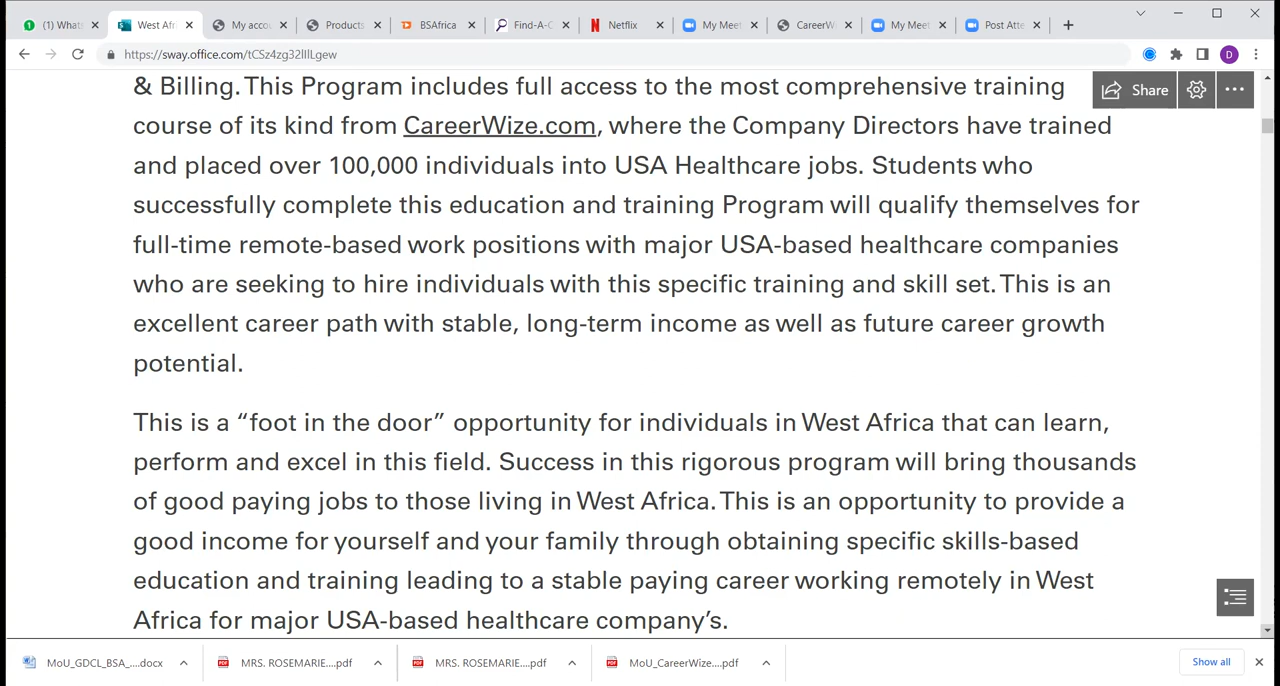 (1) Whats
West Afri
My accou
Products
BSAfrica
Find-A-C
Netflix
My Meet
CareerW
My Meet
Post Atte
https://sway.office.com/tCSz4zg32lIlLgew
D
Share
& Billing. This Program includes full access to the most comprehensive training
course of its kind from CareerWize.com, where the Company Directors have trained
and placed over 100,000 individuals into USA Healthcare jobs. Students who
successfully complete this education and training Program will qualify themselves for
full-time remote-based work positions with major USA-based healthcare companies
who are seeking to hire individuals with this specific training and skill set. This is an
excellent career path with stable, long-term income as well as future career growth
potential.
This is a “foot in the door” opportunity for individuals in West Africa that can learn,
perform and excel in this field. Success in this rigorous program will bring thousands
of good paying jobs to those living in West Africa. This is an opportunity to provide a
good income for yourself and your family through obtaining specific skills-based
education and training leading to a stable paying career working remotely in West
Africa for major USA-based healthcare company’s.
MoU_GDCL_BSA_....docx
MRS. ROSEMARIE....pdf
MRS. ROSEMARIE....pdf
MoU_CareerWize....pdf
Show all